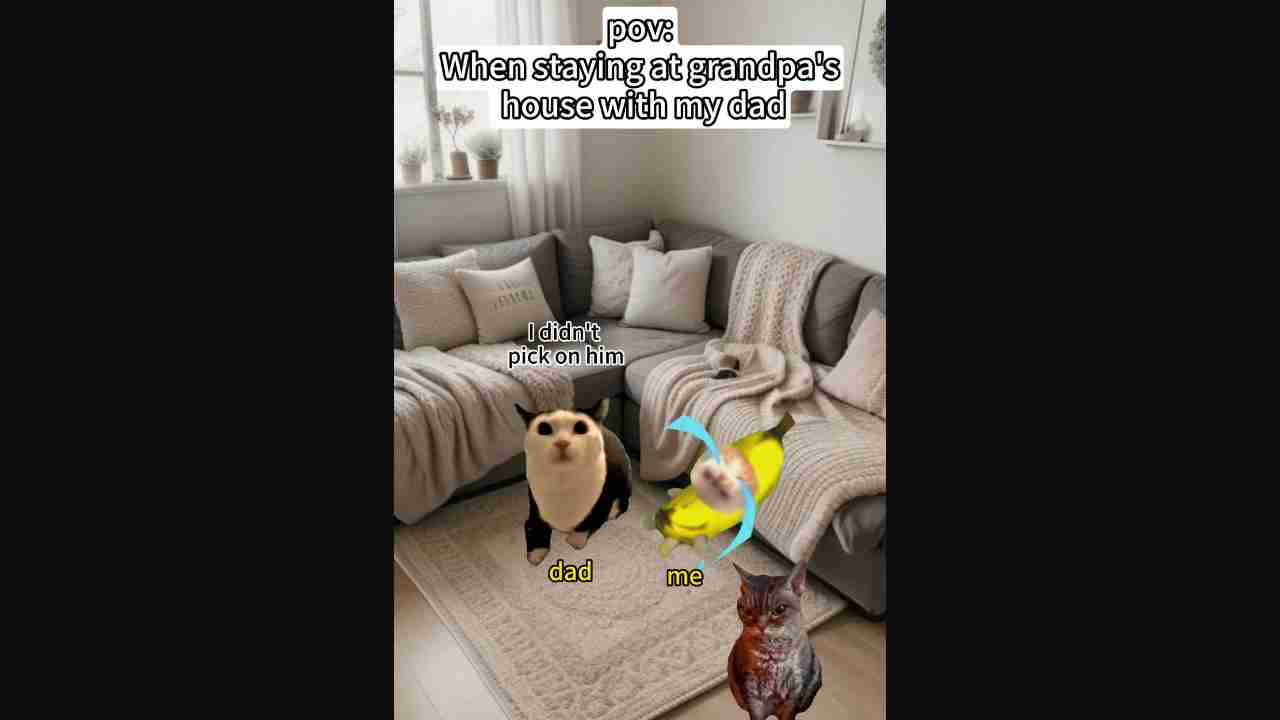 pov:
When staying at grandpa's
house with my dad
I didn't
pick on him
dad
me